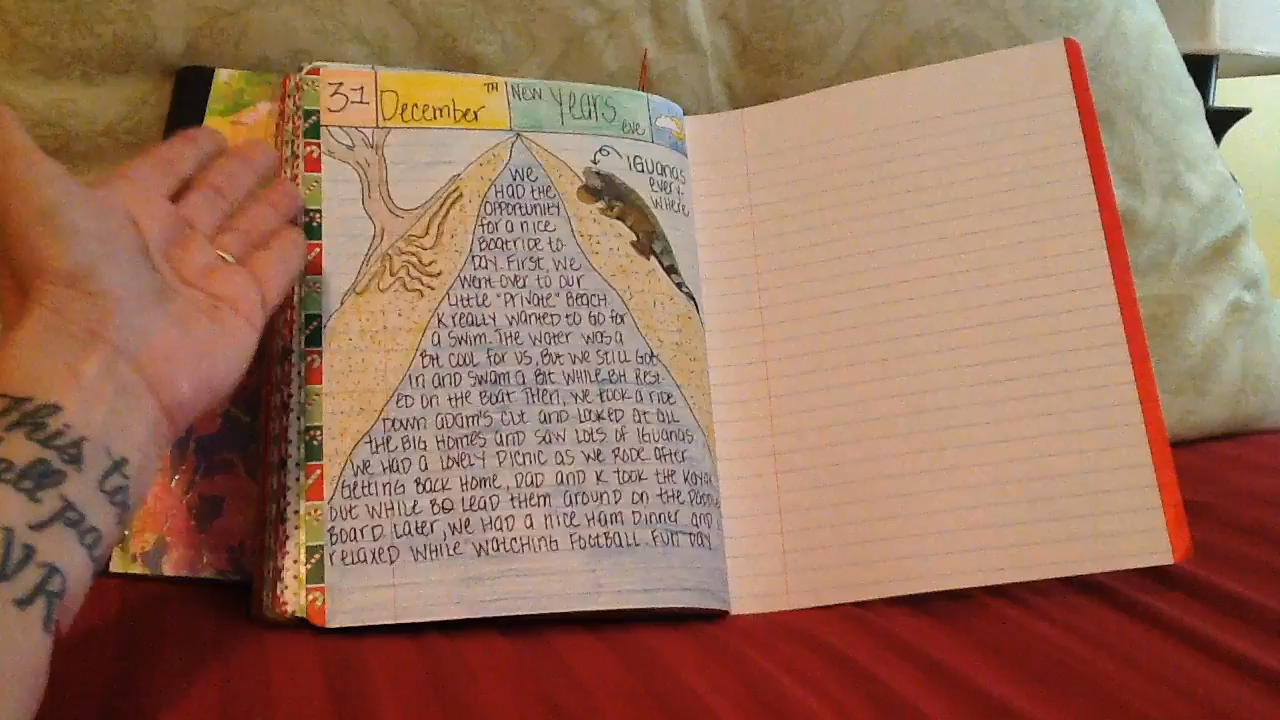 31 December TH New Years eve
Iguanas
every-
where
We
Had the
opportunity
for a nice
Boatride to-
Day. First, we
went over to our
little "private" Beach.
K really wanted to go for
a swim. The water was a
Bit cool for us, But we still got
in and swam a Bit while BH Rest-
ed on the Boat. Then, we took a ride
down Adam's Cut and looked at all
the Big Homes and saw lots of Iguanas.
We had a lovely picnic as we rode. After
getting Back Home, Dad and K took the Kayak
out while BQ lead them around on the
Board. Later, we had a nice Ham Dinner and
relaxed while watching football. Fun Day
This
VR